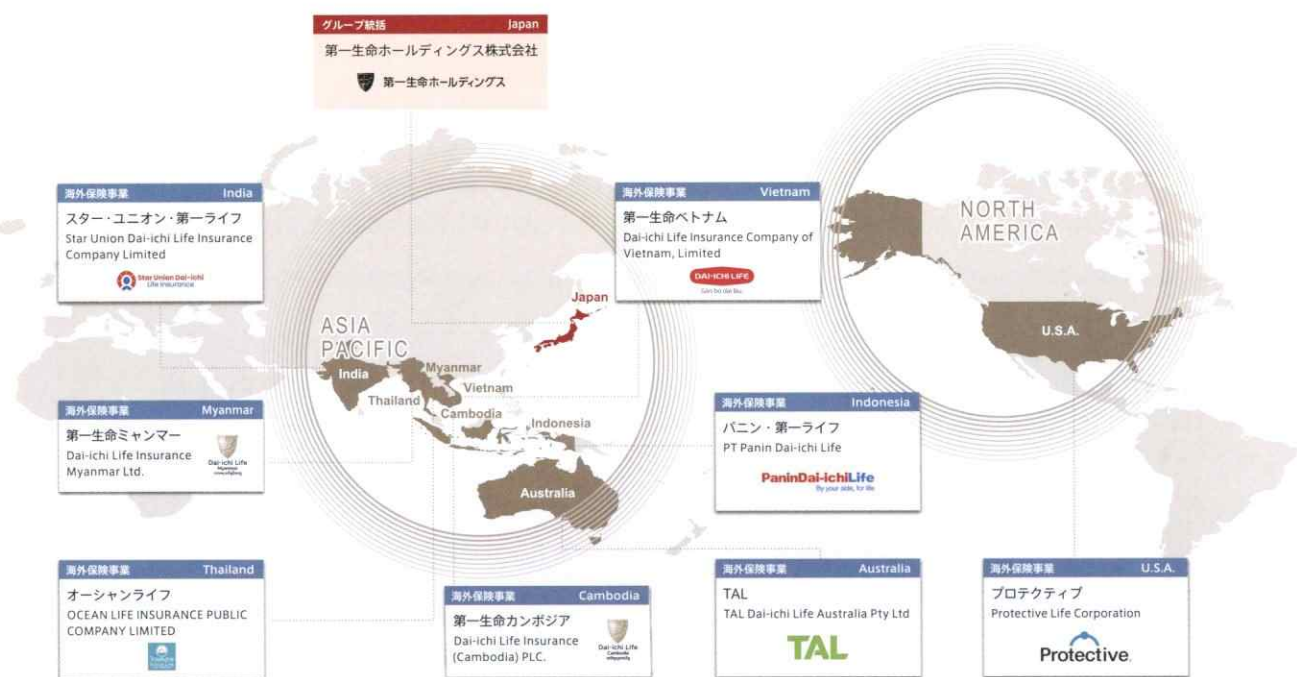 グループ統括 Japan
第一生命ホールディングス株式会社
第一生命ホールディングス
海外保険事業 India
スター・ユニオン・第一ライフ
Star Union Dai-ichi Life Insurance
Company Limited
Star Union Dai-ichi
Life Insurance
海外保険事業 Vietnam
第一生命ベトナム
Dai-ichi Life Insurance Company of
Vietnam, Limited
DAI-ICHI LIFE
NORTH
AMERICA
U.S.A.
Japan
ASIA
PACIFIC
India
Myanmar
Vietnam
Thailand
Cambodia
Indonesia
Australia
海外保険事業 Myanmar
第一生命ミャンマー
Dai-ichi Life Insurance
Myanmar Ltd.
Dai-ichi Life
Myanmar
海外保険事業 Indonesia
パニン・第一ライフ
PT Panin Dai-ichi Life
PaninDai-ichiLife
By your side, for life
海外保険事業 Thailand
オーシャンライフ
OCEAN LIFE INSURANCE PUBLIC
COMPANY LIMITED
海外保険事業 Cambodia
第一生命カンボジア
Dai-ichi Life Insurance
(Cambodia) PLC.
Dai-ichi Life
Cambodia
海外保険事業 Australia
TAL
TAL Dai-ichi Life Australia Pty Ltd
TAL
海外保険事業 U.S.A.
プロテクティブ
Protective Life Corporation
Protective